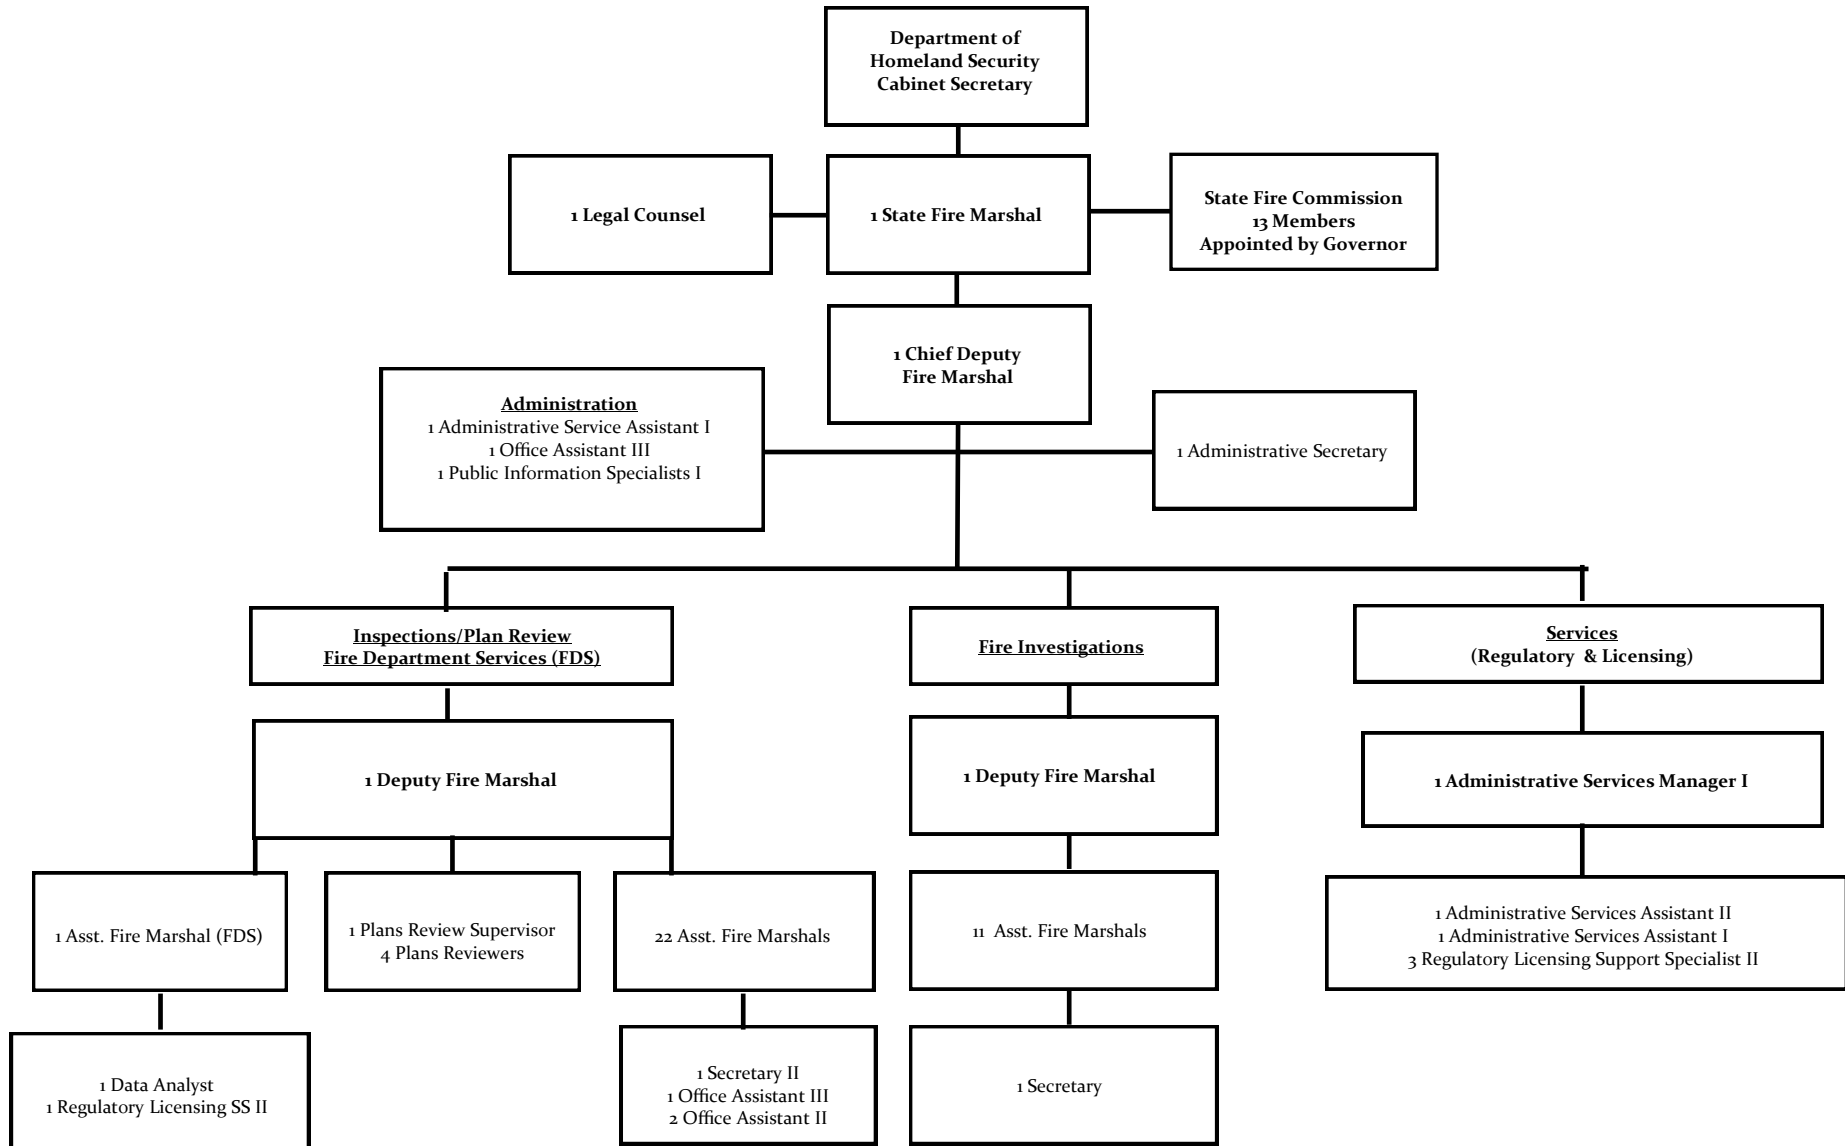 Department of
Homeland Security
Cabinet Secretary
1 Legal Counsel
1 State Fire Marshal
State Fire Commission
13 Members
Appointed by Governor
1 Chief Deputy
Fire Marshal
Administration
1 Administrative Service Assistant I
1 Office Assistant III
1 Public Information Specialists I
1 Administrative Secretary
Inspections/Plan Review
Fire Department Services (FDS)
Fire Investigations
Services
(Regulatory & Licensing)
1 Deputy Fire Marshal
1 Deputy Fire Marshal
1 Administrative Services Manager I
1 Asst. Fire Marshal (FDS)
1 Plans Review Supervisor
4 Plans Reviewers
22 Asst. Fire Marshals
11 Asst. Fire Marshals
1 Administrative Services Assistant II
1 Administrative Services Assistant I
3 Regulatory Licensing Support Specialist II
1 Data Analyst
1 Regulatory Licensing SS II
1 Secretary II
1 Office Assistant III
2 Office Assistant II
1 Secretary